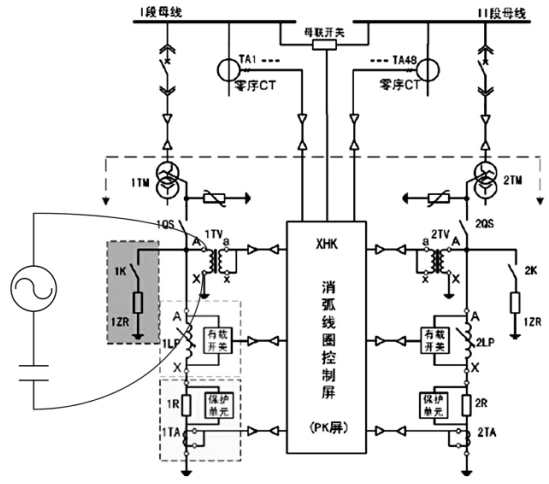 I段母线
II段母线
母联开关
TA1
TA48
零序CT
零序CT
1TM
2TM
1QS
2QS
1TV
2TV
A
a
a
A
X
x
x
X
XHK
消弧线圈控制屏
(PK屏)
1K
2K
1ZR
1ZR
A
A
1LP
有载
开关
有载
开关
2LP
X
X
1R
保护
单元
保护
单元
2R
1TA
2TA